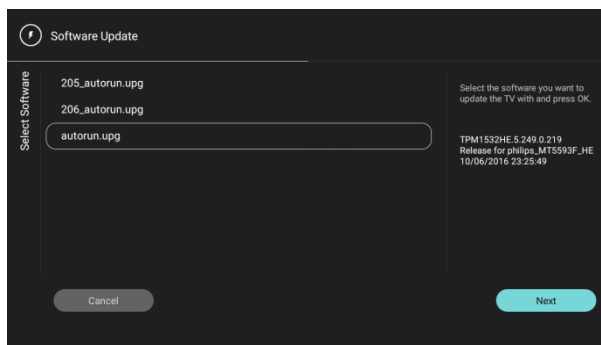 Software Update
Select Software
205_autorun.upg
206_autorun.upg
autorun.upg
Select the software you want to
update the TV with and press OK.
TPM1532HE.5.249.0.219
Release for philips_MT5593F_HE
10/06/2016 23:25:49
Cancel
Next